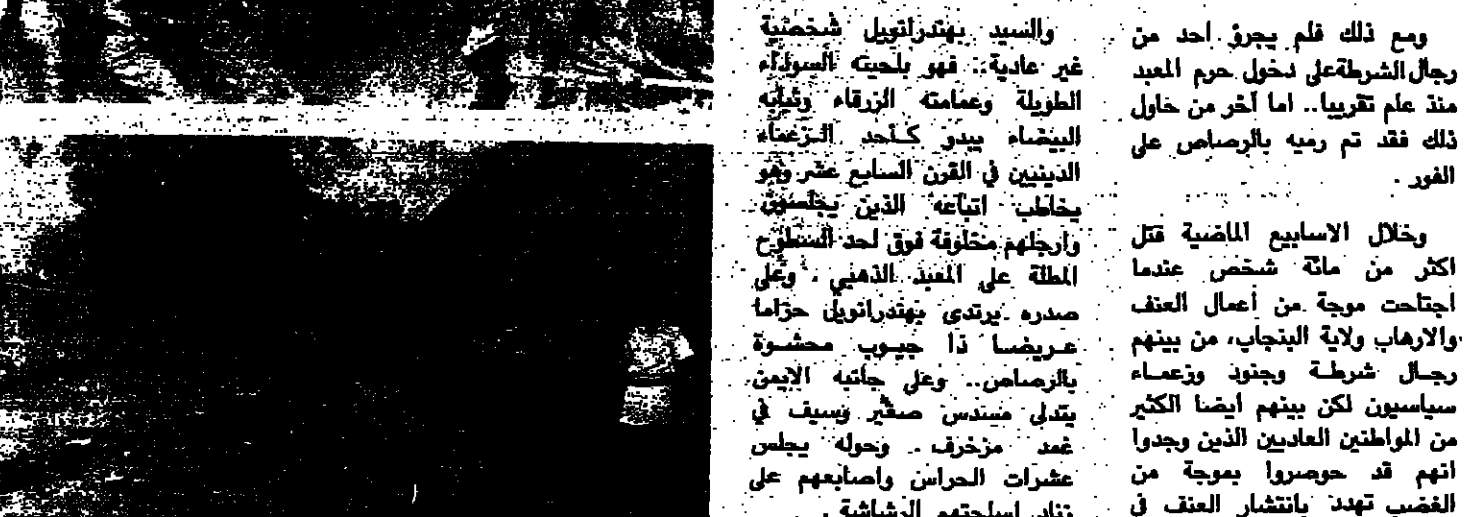 ومع ذلك فلم يجرؤ احد من
رجال الشرطة على دخول حرم المعبد
منذ عام تقريبا.. اما آخر من حاول
ذلك فقد تم رميه بالرصاص على
الفور .
وخلال الاسابيع الماضية قتل
اكثر من مائة شخص عندما
اجتاحت موجة من أعمال العنف
والارهاب ولاية البنجاب، من بينهم
رجال شرطة وجنود وزعماء
سياسيون لكن بينهم ايضا الكثير
من المواطنين العاديين الذين وجدوا
انهم قد حوصروا بموجة من
الغضب تهدد بانتشار العنف في
والسيد بهندرانويل شخصية
غير عادية.. فهو بلحيته السوداء
الطويلة وعمامته الزرقاء وثيابه
البيضاء يبدو كأحد الزعماء
الدينيين في القرن السابع عشر وهو
يخاطب اتباعه الذين يجلسون
وارجلهم مخلوفة فوق احد السطوح
المطلة على المعبد الذهبي . وعلى
صدره يرتدى بهندرانويل حزاما
عريضا ذا جيوب محشوة
بالرصاص.. وعلى جانبه الايمن
يتدلى مسدس صغير وسيف في
غمد مزخرف . وحوله يجلس
عشرات الحراس واصابعهم على
زناد اسلحتهم الرشاشة .